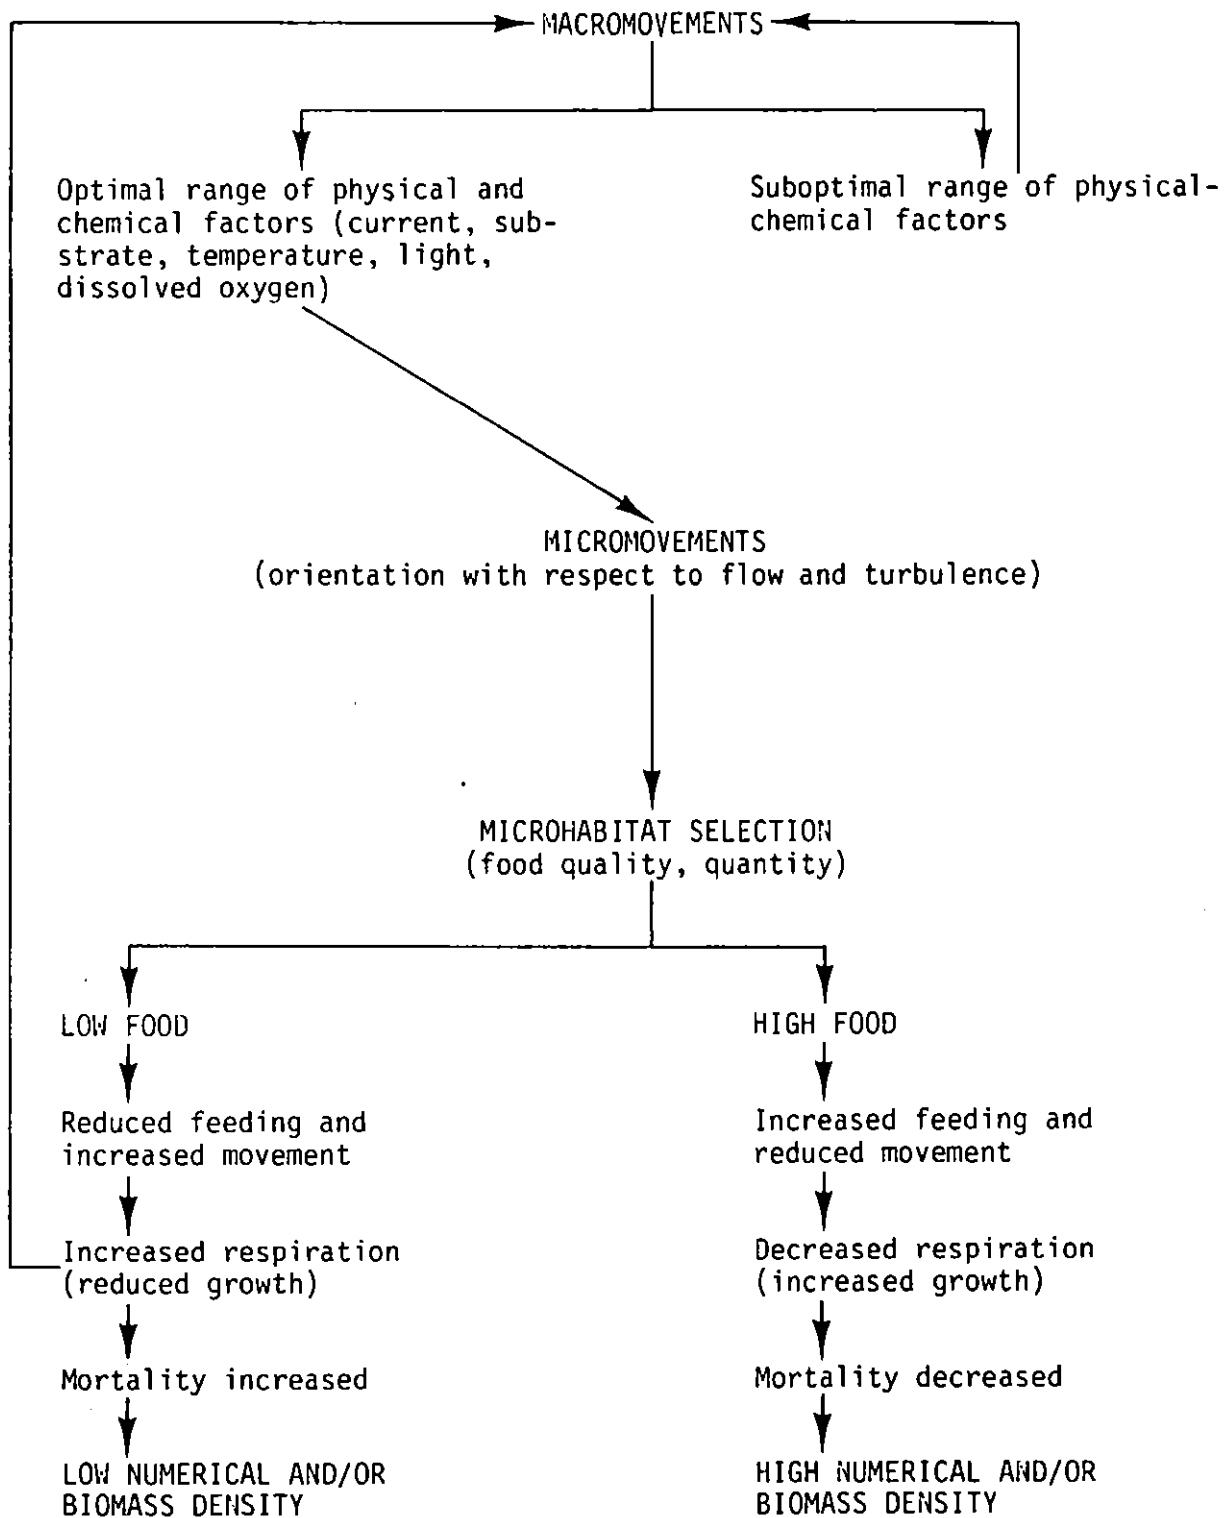 MACROMOVEMENTS
Optimal range of physical and
chemical factors (current, sub-
strate, temperature, light,
dissolved oxygen)
Suboptimal range of physical-
chemical factors
MICROMOVEMENTS
(orientation with respect to flow and turbulence)
MICROHABITAT SELECTION
(food quality, quantity)
LOW FOOD
Reduced feeding and
increased movement
Increased respiration
(reduced growth)
Mortality increased
LOW NUMERICAL AND/OR
BIOMASS DENSITY
HIGH FOOD
Increased feeding and
reduced movement
Decreased respiration
(increased growth)
Mortality decreased
HIGH NUMERICAL AND/OR
BIOMASS DENSITY